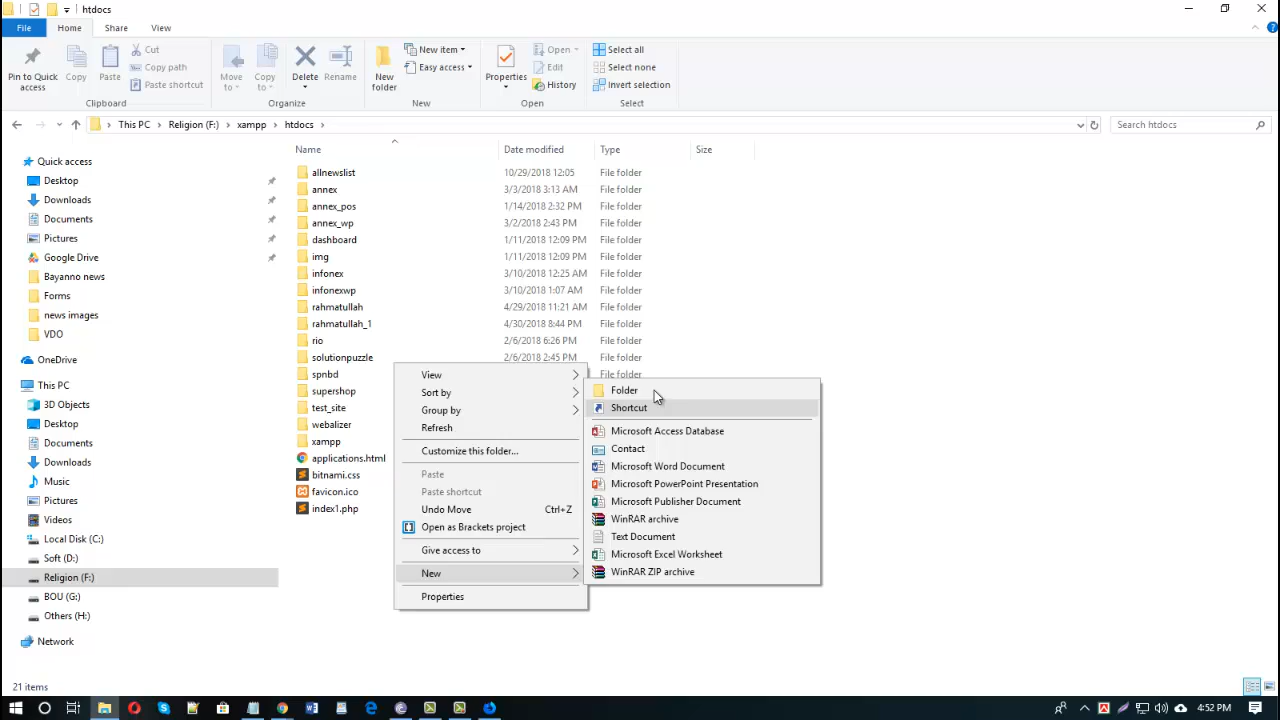 htdocs
File Home Share View
Pin to Quick access
Copy
Paste
Cut
Copy path
Paste shortcut
Clipboard
Move to
Copy to
Delete
Rename
Organize
New folder
New item
Easy access
New
Properties
Open
Edit
History
Open
Select all
Select none
Invert selection
Select
This PC Religion (F:) xampp htdocs
Search htdocs
Quick access
Desktop
Downloads
Documents
Pictures
Google Drive
Bayanno news
Forms
news images
VDO
OneDrive
This PC
3D Objects
Desktop
Documents
Downloads
Music
Pictures
Videos
Local Disk (C:)
Soft (D:)
Religion (F:)
BOU (G:)
Others (H:)
Network
Name Date modified Type Size
allnewslist 10/29/2018 12:05 File folder
annex 3/3/2018 3:13 AM File folder
annex_pos 1/14/2018 2:32 PM File folder
annex_wp 3/2/2018 2:43 PM File folder
dashboard 1/11/2018 12:09 PM File folder
img 1/11/2018 12:09 PM File folder
infonex 3/10/2018 12:25 AM File folder
infonexwp 3/10/2018 1:07 AM File folder
rahmatullah 4/29/2018 11:21 AM File folder
rahmatullah_1 4/30/2018 8:44 PM File folder
rio 2/6/2018 6:26 PM File folder
solutionpuzzle 2/6/2018 2:45 PM File folder
spnbd File folder
supershop
test_site
webalizer
xampp
applications.html
bitnami.css
favicon.ico
index1.php
View
Sort by
Group by
Refresh
Customize this folder...
Paste
Paste shortcut
Undo Move Ctrl+Z
Open as Brackets project
Give access to
New
Properties
Folder
Shortcut
Microsoft Access Database
Contact
Microsoft Word Document
Microsoft PowerPoint Presentation
Microsoft Publisher Document
WinRAR archive
Text Document
Microsoft Excel Worksheet
WinRAR ZIP archive
21 items
4:52 PM